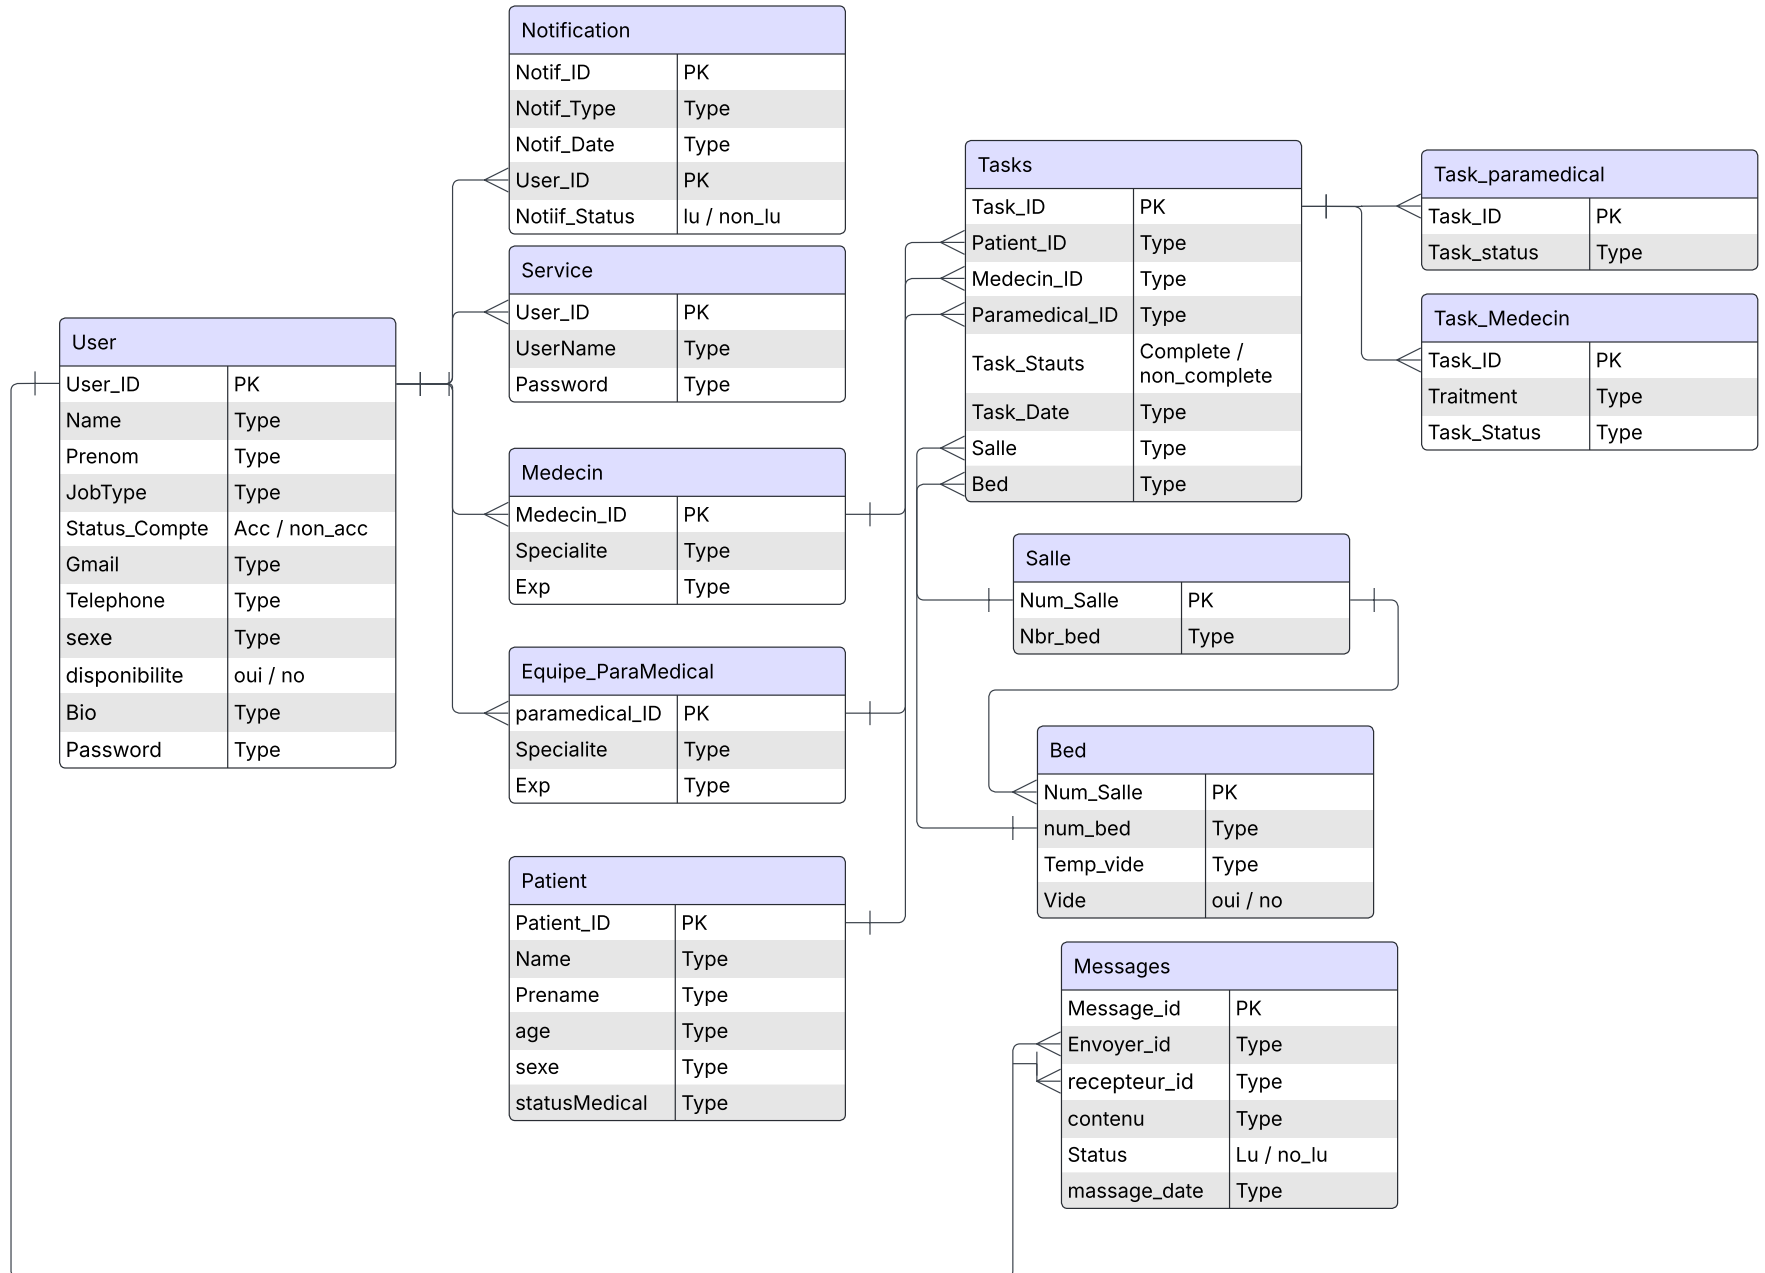 Notification
Notif_ID PK
Notif_Type Type
Notif_Date Type
User_ID PK
Notiif_Status lu / non_lu
Service
User_ID PK
UserName Type
Password Type
User
User_ID PK
Name Type
Prenom Type
JobType Type
Status_Compte Acc / non_acc
Gmail Type
Telephone Type
sexe Type
disponibilite oui / no
Bio Type
Password Type
Medecin
Medecin_ID PK
Specialite Type
Exp Type
Equipe_ParaMedical
paramedical_ID PK
Specialite Type
Exp Type
Patient
Patient_ID PK
Name Type
Prename Type
age Type
sexe Type
statusMedical Type
Tasks
Task_ID PK
Patient_ID Type
Medecin_ID Type
Paramedical_ID Type
Task_Stauts Complete /
non_complete
Task_Date Type
Salle Type
Bed Type
Task_paramedical
Task_ID PK
Task_status Type
Task_Medecin
Task_ID PK
Traitment Type
Task_Status Type
Salle
Num_Salle PK
Nbr_bed Type
Bed
Num_Salle PK
num_bed Type
Temp_vide Type
Vide oui / no
Messages
Message_id PK
Envoyer_id Type
recepteur_id Type
contenu Type
Status Lu / no_lu
massage_date Type